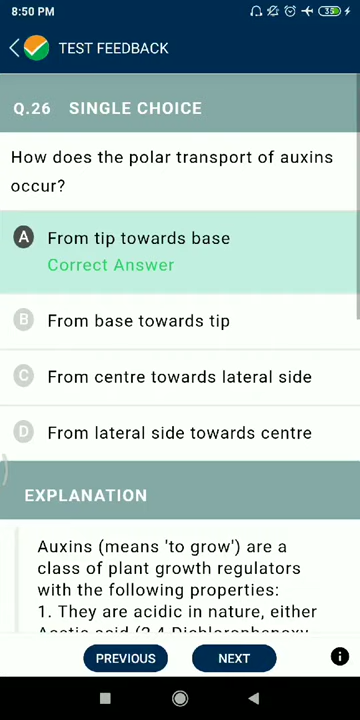 8:50 PM
35
TEST FEEDBACK
Q.26 SINGLE CHOICE
How does the polar transport of auxins
occur?
A From tip towards base
Correct Answer
B From base towards tip
C From centre towards lateral side
D From lateral side towards centre
EXPLANATION
Auxins (means 'to grow') are a
class of plant growth regulators
with the following properties:
1. They are acidic in nature, either
PREVIOUS NEXT